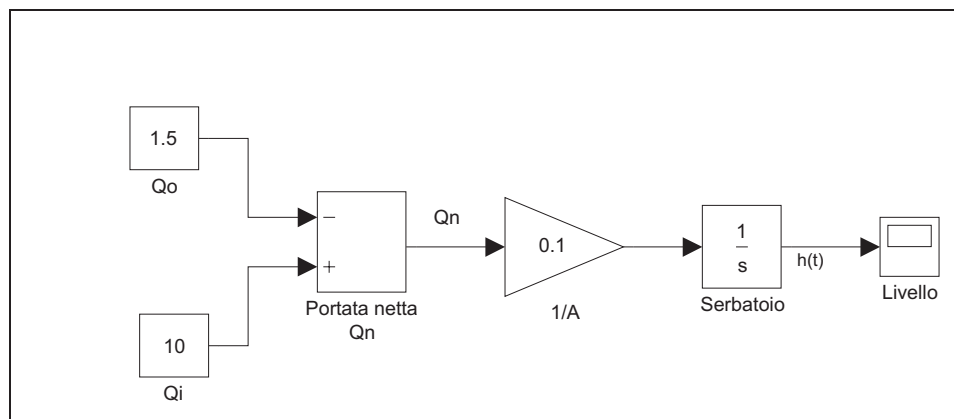 1.5
Qo
−
+
Portata netta
Qn
10
Qi
Qn
0.1
1/A
1
s
Serbatoio
h(t)
Livello